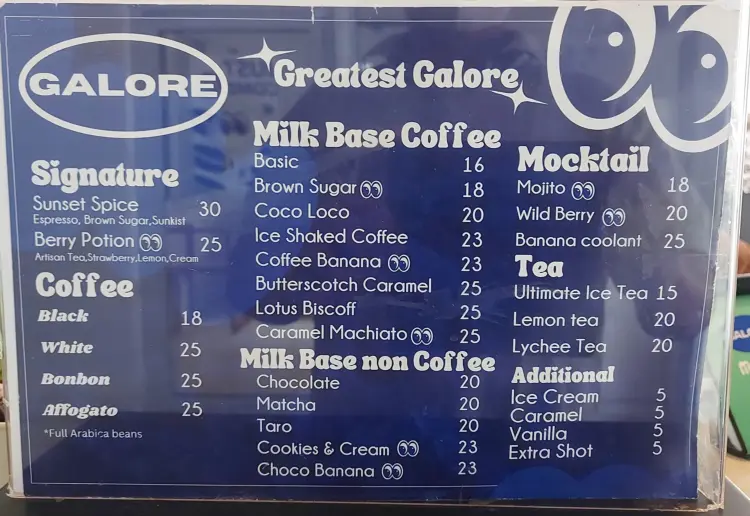 GALORE
Greatest Galore
Signature
Sunset Spice 30
Espresso, Brown Sugar,Sunkist
Berry Potion 25
Artisan Tea,Strawberry,Lemon,Cream
Coffee
Black 18
White 25
Bonbon 25
Affogato 25
*Full Arabica beans
Milk Base Coffee
Basic 16
Brown Sugar 18
Coco Loco 20
Ice Shaked Coffee 23
Coffee Banana 23
Butterscotch Caramel 25
Lotus Biscoff 25
Caramel Machiato 25
Milk Base non Coffee
Chocolate 20
Matcha 20
Taro 20
Cookies & Cream 23
Choco Banana 23
Mocktail
Mojito 18
Wild Berry 20
Banana coolant 25
Tea
Ultimate Ice Tea 15
Lemon tea 20
Lychee Tea 20
Additional
Ice Cream 5
Caramel 5
Vanilla 5
Extra Shot 5